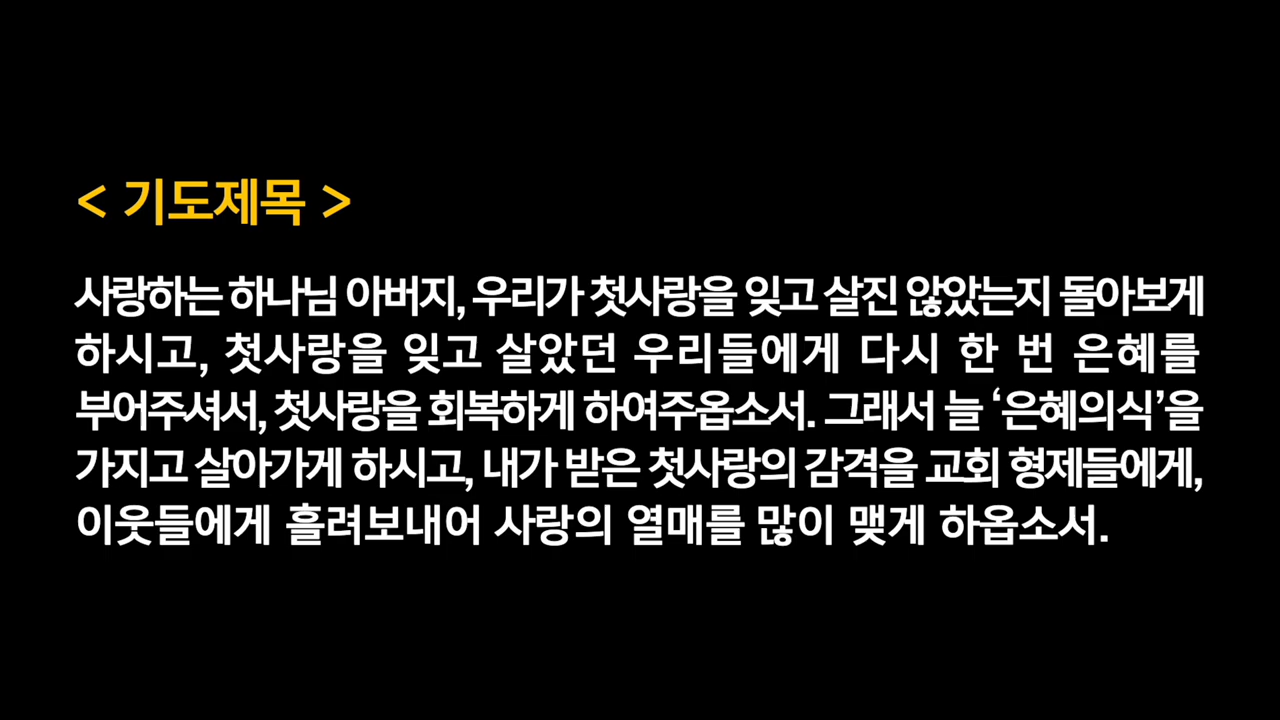 < 기도제목 >
사랑하는 하나님 아버지, 우리가 첫사랑을 잊고 살진 않았는지 돌아보게
하시고, 첫사랑을 잊고 살았던 우리들에게 다시 한 번 은혜를
부어주셔서, 첫사랑을 회복하게 하여주옵소서. 그래서 늘 ‘은혜의식’을
가지고 살아가게 하시고, 내가 받은 첫사랑의 감격을 교회 형제들에게,
이웃들에게 흘려보내어 사랑의 열매를 많이 맺게 하옵소서.